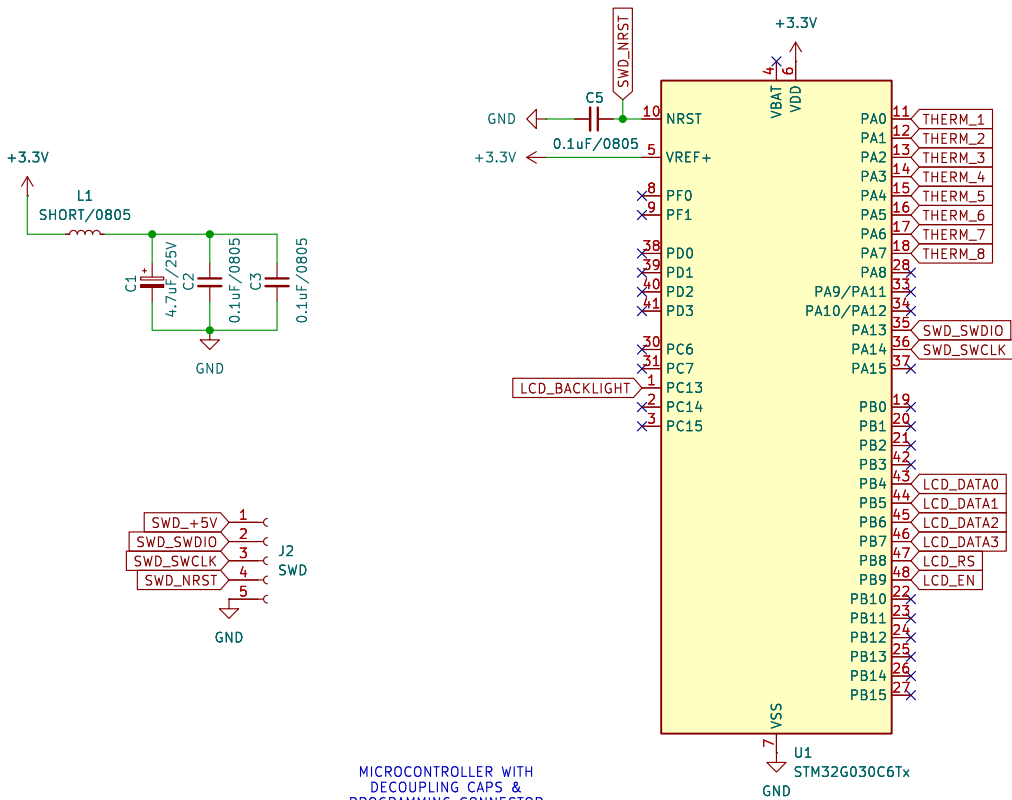 +3.3V
SWD_NRST
4
6
VBAT
VDD
C5
GND
0.1uF/0805
10
NRST
+3.3V
5
VREF+
8
PF0
9
PF1
38
PD0
39
PD1
40
PD2
41
PD3
30
PC6
31
PC7
LCD_BACKLIGHT
1
PC13
2
PC14
3
PC15
PA0
11
THERM_1
PA1
12
THERM_2
PA2
13
THERM_3
PA3
14
THERM_4
PA4
15
THERM_5
PA5
16
THERM_6
PA6
17
THERM_7
PA7
18
THERM_8
PA8
28
PA9/PA11
33
PA10/PA12
34
PA13
35
SWD_SWDIO
PA14
36
SWD_SWCLK
PA15
37
PB0
19
PB1
20
PB2
21
PB3
42
PB4
43
LCD_DATA0
PB5
44
LCD_DATA1
PB6
45
LCD_DATA2
PB7
46
LCD_DATA3
PB8
47
LCD_RS
PB9
48
LCD_EN
PB10
22
PB11
23
PB12
24
PB13
25
PB14
26
PB15
27
VSS
7
U1
STM32G030C6Tx
GND
+3.3V
L1
SHORT/0805
+
C1
4.7uF/25V
C2
0.1uF/0805
C3
0.1uF/0805
GND
SWD_+5V
1
SWD_SWDIO
2
SWD_SWCLK
3
SWD_NRST
4
5
J2
SWD
GND
MICROCONTROLLER WITH
DECOUPLING CAPS &
PROGRAMMING CONNECTOR